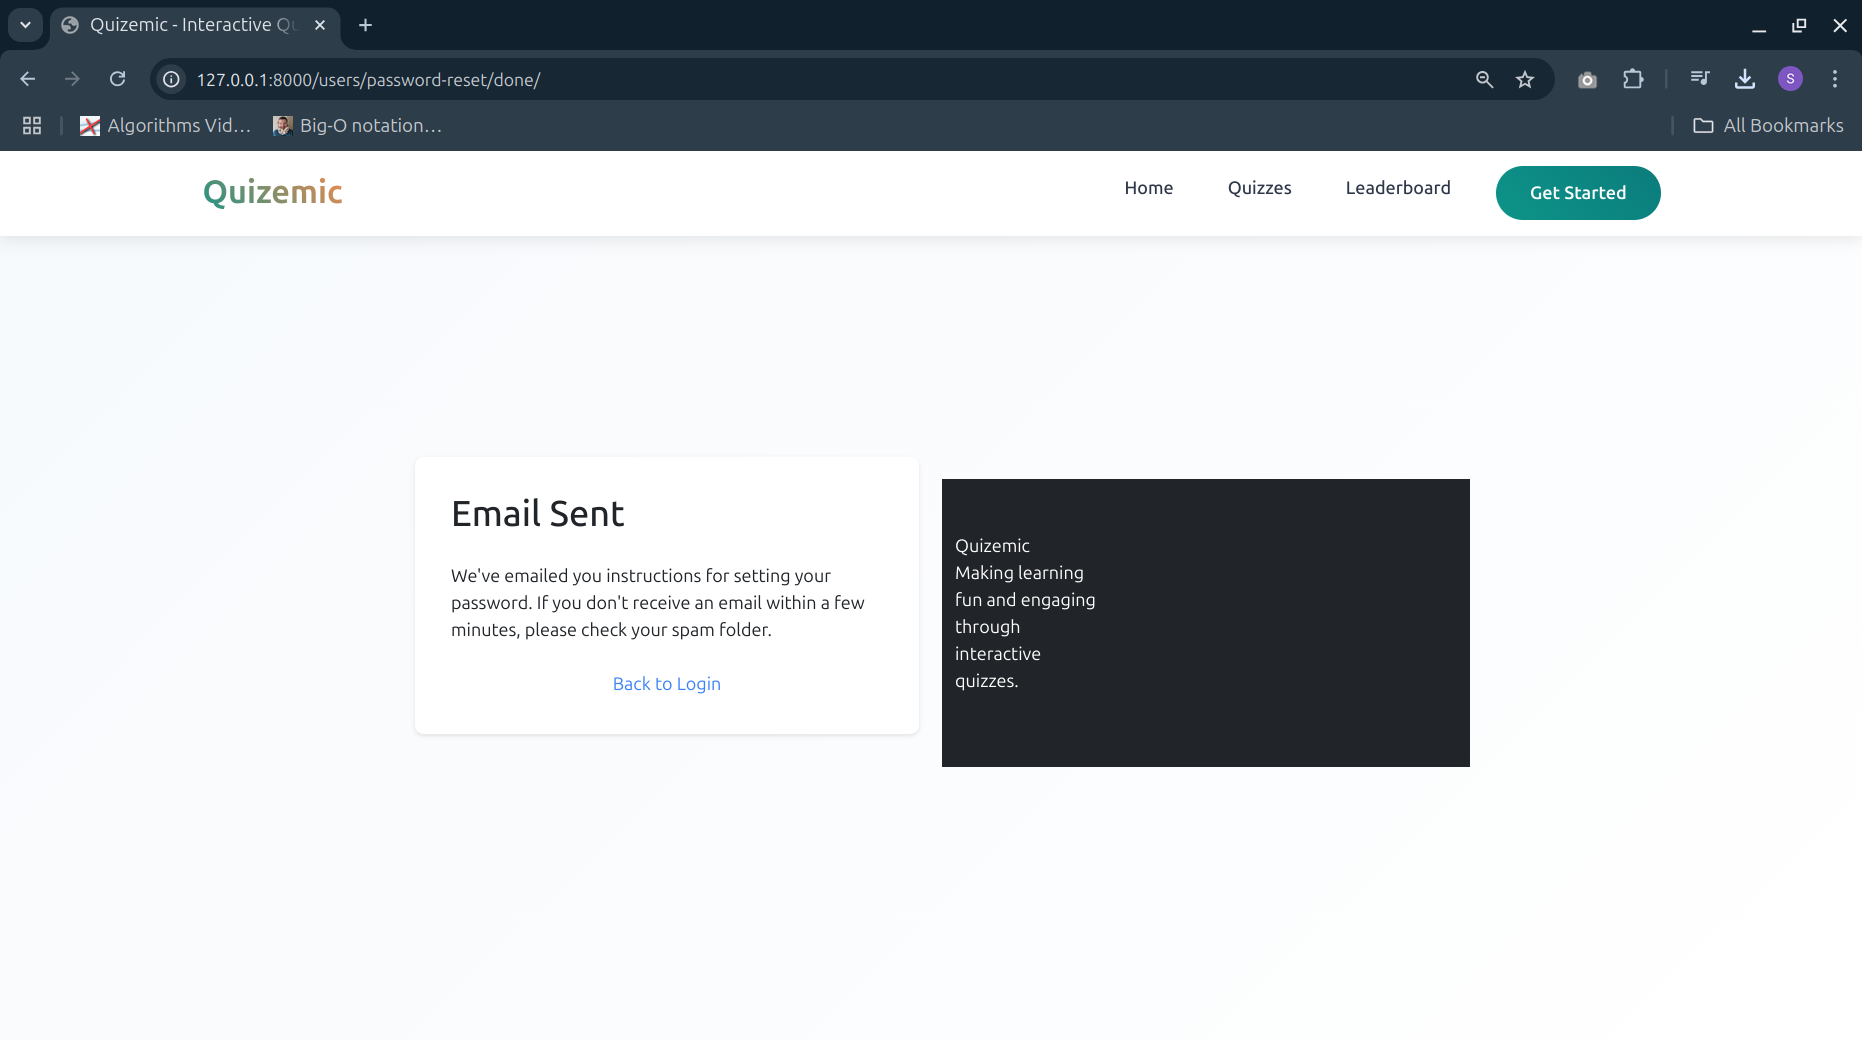 Quizemic - Interactive Qu
127.0.0.1:8000/users/password-reset/done/
S
Algorithms Vid...
Big-O notation...
All Bookmarks
Quizemic
Home
Quizzes
Leaderboard
Get Started
Email Sent
We've emailed you instructions for setting your
password. If you don't receive an email within a few
minutes, please check your spam folder.
Back to Login
Quizemic
Making learning
fun and engaging
through
interactive
quizzes.